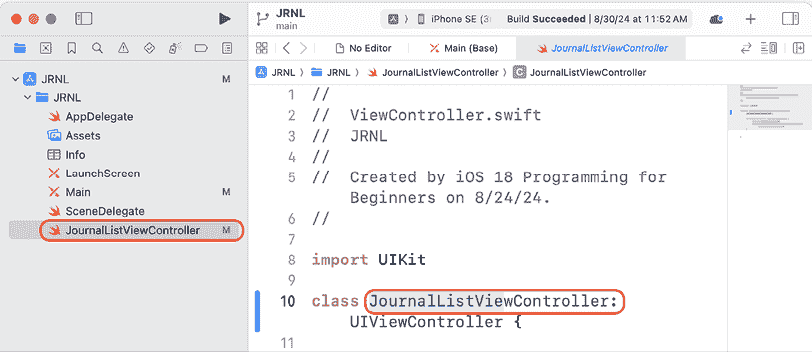 JRNL
main
iPhone SE (3
Build Succeeded | 8/30/24 at 11:52 AM
No Editor
Main (Base)
JournalListViewController
JRNL M
JRNL
AppDelegate
Assets
Info
LaunchScreen
Main M
SceneDelegate
JournalListViewController M
JRNL
JRNL
JournalListViewController
JournalListViewController
1 //
2 // ViewController.swift
3 // JRNL
4 //
5 // Created by iOS 18 Programming for
Beginners on 8/24/24.
6 //
7
8 import UIKit
9
10 class JournalListViewController:
UIViewController {
11